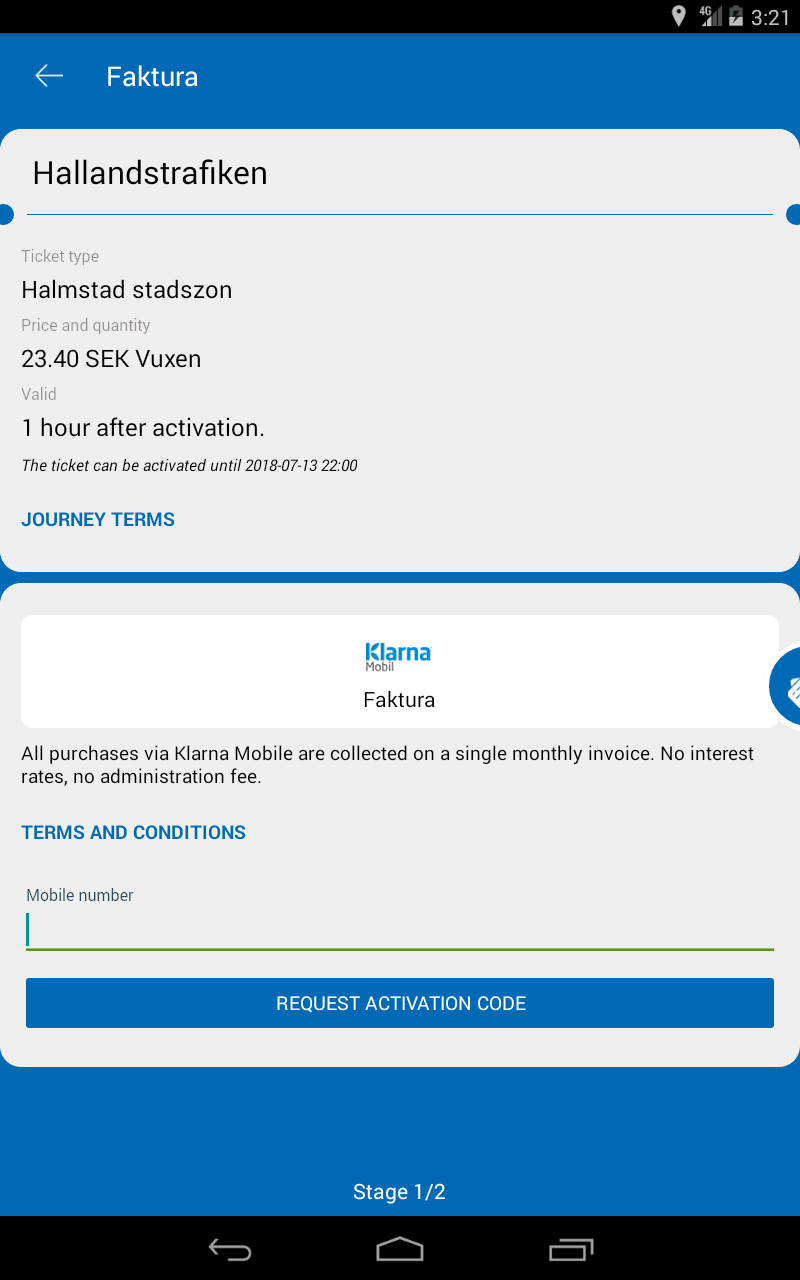 4G 3:21
Faktura
Hallandstrafiken
Ticket type
Halmstad stadszon
Price and quantity
23.40 SEK Vuxen
Valid
1 hour after activation.
The ticket can be activated until 2018-07-13 22:00
JOURNEY TERMS
Klarna
Mobil
Faktura
All purchases via Klarna Mobile are collected on a single monthly invoice. No interest
rates, no administration fee.
TERMS AND CONDITIONS
Mobile number
REQUEST ACTIVATION CODE
Stage 1/2